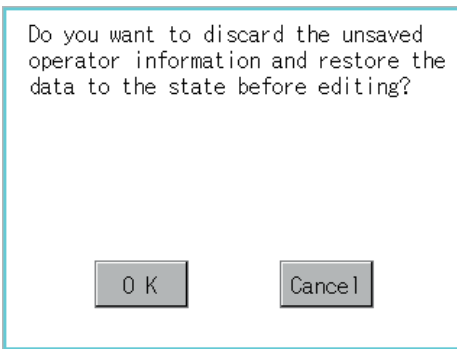 Do you want to discard the unsaved
operator information and restore the
data to the state before editing?
O K
Cancel